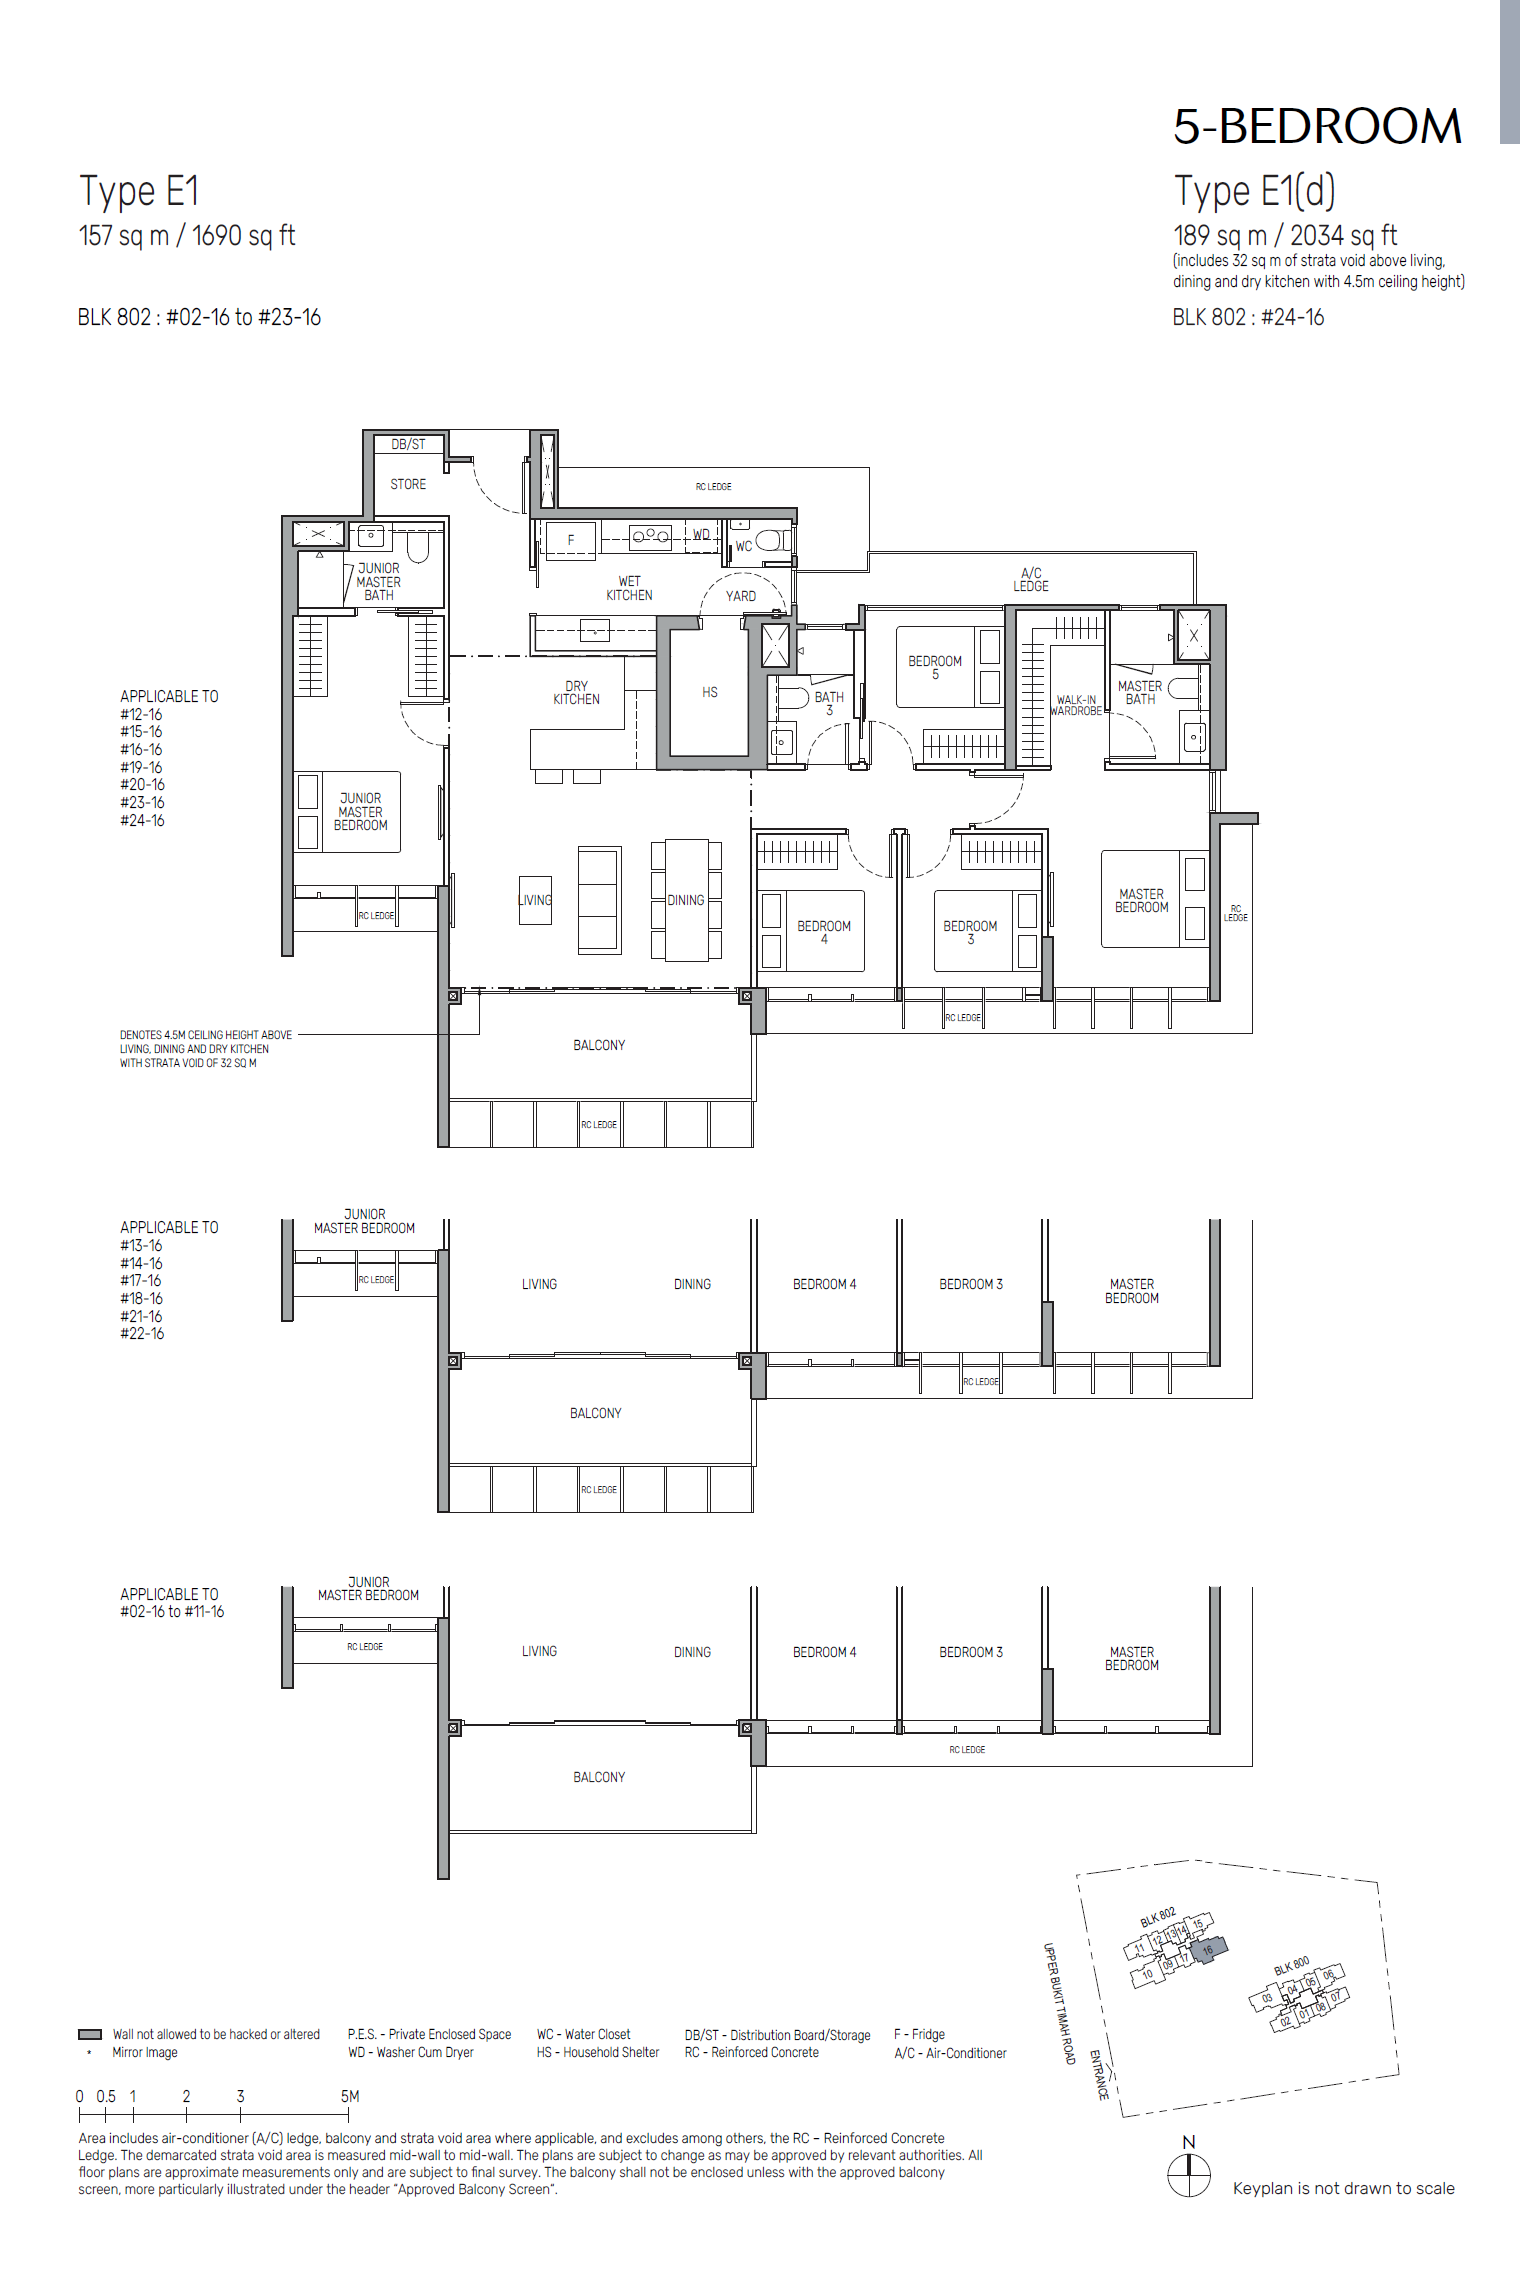 5-BEDROOM
Type E1
157 sq m / 1690 sq ft
BLK 802 : #02-16 to #23-16
Type E1(d)
189 sq m / 2034 sq ft
(includes 32 sq m of strata void above living,
dining and dry kitchen with 4.5m ceiling height)
BLK 802 : #24-16
DB/ST
STORE
RC LEDGE
F
WD
WC
JUNIOR
MASTER
BATH
WET
KITCHEN
YARD
A/C
LEDGE
BEDROOM
5
HS
DRY
KITCHEN
BATH
3
WALK-IN
WARDROBE
MASTER
BATH
APPLICABLE TO
#12-16
#15-16
#16-16
#19-16
#20-16
#23-16
#24-16
JUNIOR
MASTER
BEDROOM
RC LEDGE
LIVING
DINING
BEDROOM
4
BEDROOM
3
MASTER
BEDROOM
RC
LEDGE
RC LEDGE
DENOTES 4.5M CEILING HEIGHT ABOVE
LIVING, DINING AND DRY KITCHEN
WITH STRATA VOID OF 32 SQ M
BALCONY
RC LEDGE
APPLICABLE TO
#13-16
#14-16
#17-16
#18-16
#21-16
#22-16
JUNIOR
MASTER BEDROOM
RC LEDGE
LIVING
DINING
BEDROOM 4
BEDROOM 3
MASTER
BEDROOM
RC LEDGE
BALCONY
RC LEDGE
APPLICABLE TO
#02-16 to #11-16
JUNIOR
MASTER BEDROOM
RC LEDGE
LIVING
DINING
BEDROOM 4
BEDROOM 3
MASTER
BEDROOM
RC LEDGE
BALCONY
BLK 802
11
12
13
14
15
10
09
17
16
BLK 800
03
04
05
06
02
01
08
07
UPPER BUKIT TIMAH ROAD
ENTRANCE
Wall not allowed to be hacked or altered
* Mirror Image
P.E.S. - Private Enclosed Space
WD - Washer Cum Dryer
WC - Water Closet
HS - Household Shelter
DB/ST - Distribution Board/Storage
RC - Reinforced Concrete
F - Fridge
A/C - Air-Conditioner
0 0.5 1 2 3 5M
Area includes air-conditioner (A/C) ledge, balcony and strata void area where applicable, and excludes among others, the RC – Reinforced Concrete
Ledge. The demarcated strata void area is measured mid-wall to mid-wall. The plans are subject to change as may be approved by relevant authorities. All
floor plans are approximate measurements only and are subject to final survey. The balcony shall not be enclosed unless with the approved balcony
screen, more particularly illustrated under the header "Approved Balcony Screen".
N
Keyplan is not drawn to scale